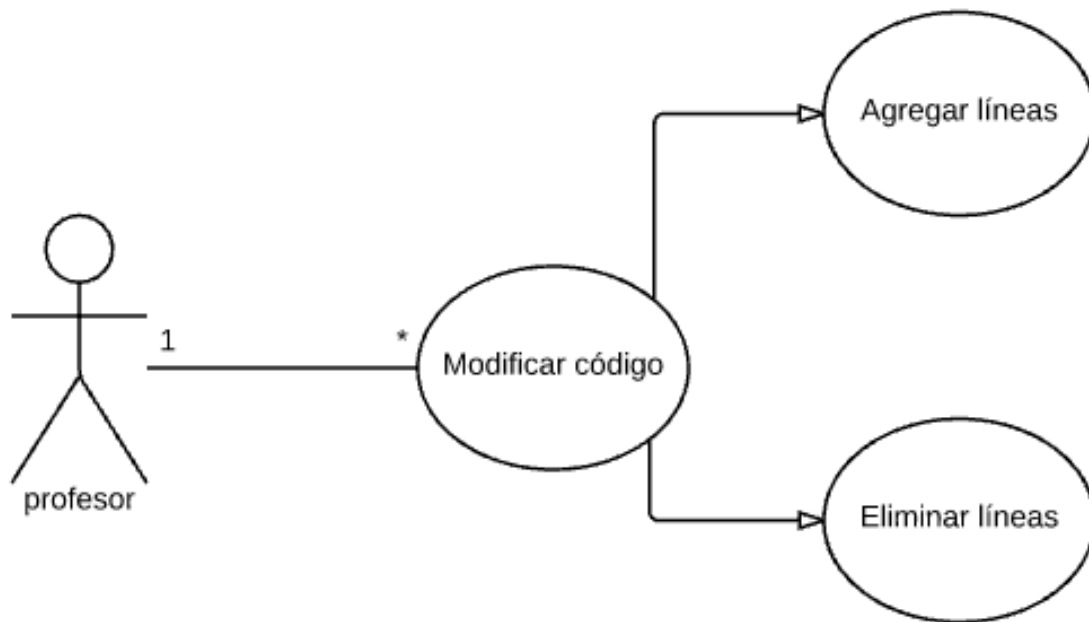 Agregar líneas
1
*
Modificar código
profesor
Eliminar líneas